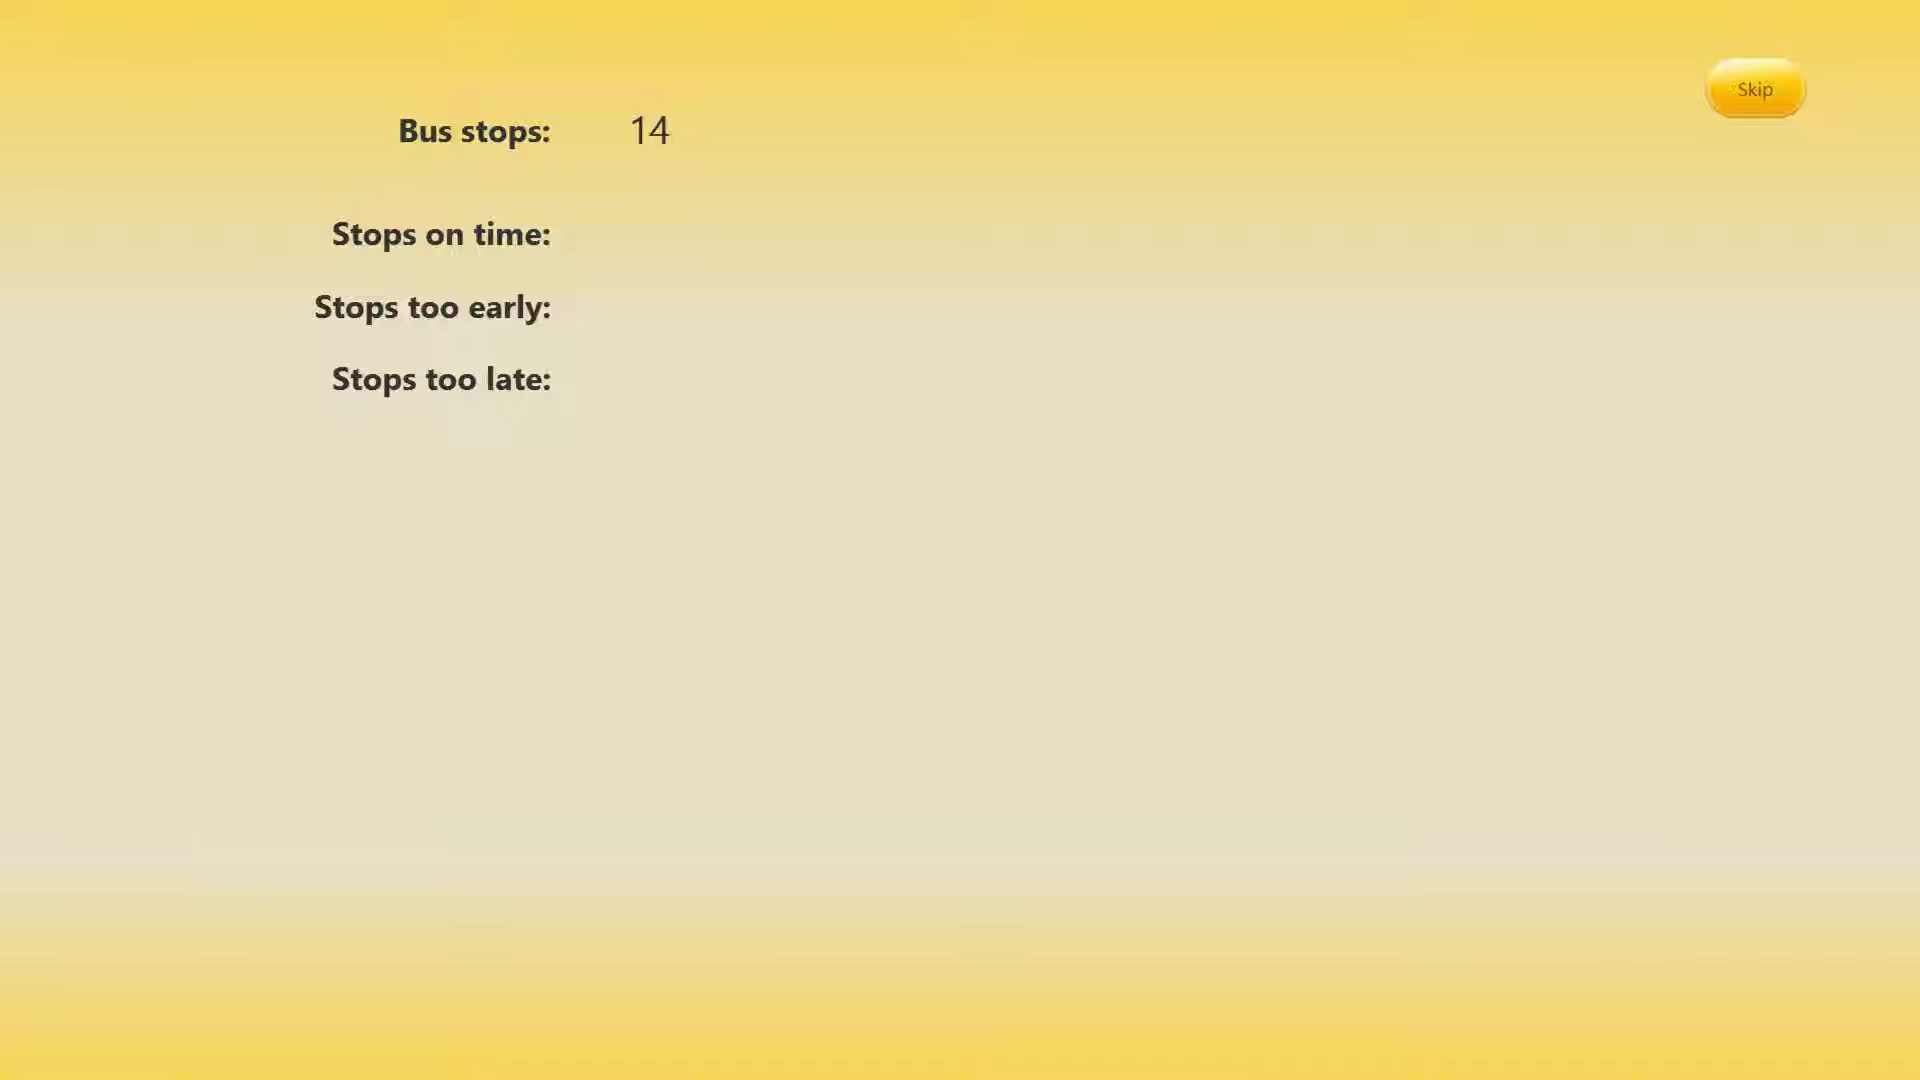 Skip
Bus stops: 14
Stops on time:
Stops too early:
Stops too late: